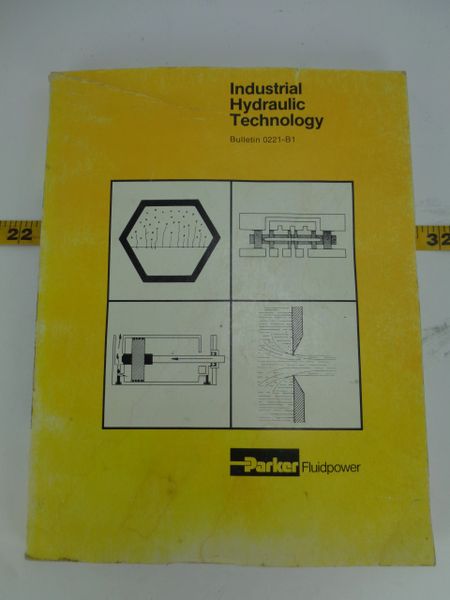 Industrial
Hydraulic
Technology
Bulletin 0221-B1
22
32
Parker Fluidpower